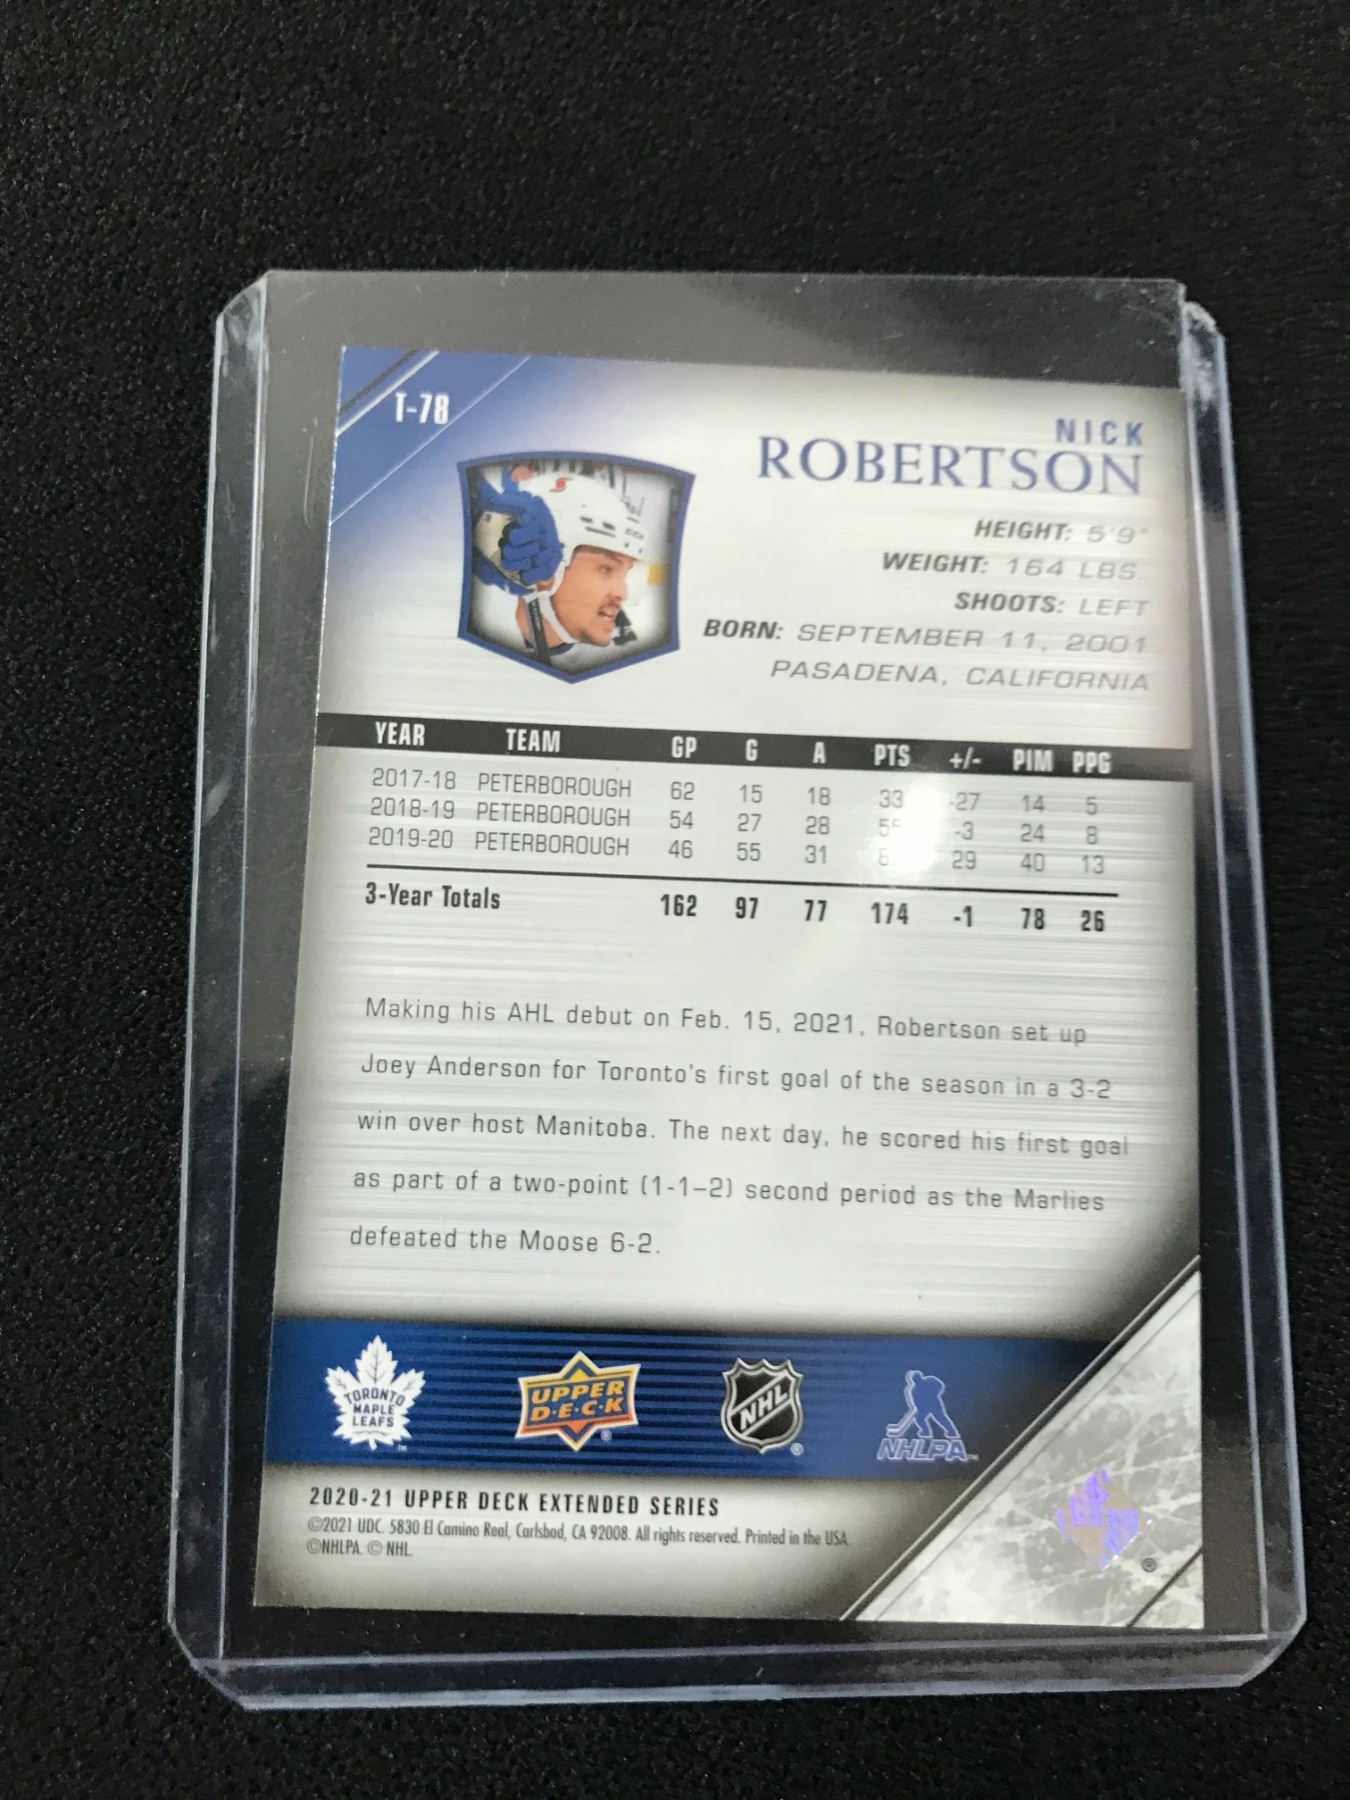 T-78
NICK
ROBERTSON
HEIGHT: 5'9"
WEIGHT: 164 LBS.
SHOOTS: LEFT
BORN: SEPTEMBER 11, 2001
PASADENA, CALIFORNIA
YEAR TEAM GP G A PTS +/- PIM PPG
2017-18 PETERBOROUGH 62 15 18 33 -27 14 5
2018-19 PETERBOROUGH 54 27 28 -3 24 8
2019-20 PETERBOROUGH 46 55 31 29 40 13
3-Year Totals 162 97 77 174 -1 78 26
Making his AHL debut on Feb. 15, 2021, Robertson set up
Joey Anderson for Toronto's first goal of the season in a 3-2
win over host Manitoba. The next day, he scored his first goal
as part of a two-point (1-1–2) second period as the Marlies
defeated the Moose 6-2.
TORONTO
MAPLE
LEAFS
TM
UPPER
D·E·C·K
®
NHL
®
NHLPA
2020-21 UPPER DECK EXTENDED SERIES
©2021 UDC. 5830 El Camino Real, Carlsbad, CA 92008. All rights reserved. Printed in the USA.
©NHLPA. © NHL.
®